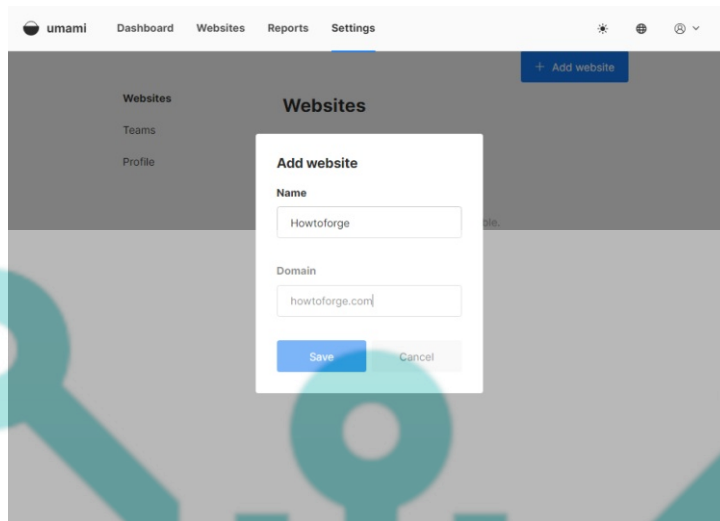 umami Dashboard Websites Reports Settings
+ Add website
Websites
Websites
Teams
Profile
Add website
Name
Howtoforge
Domain
howtoforge.com
Save Cancel